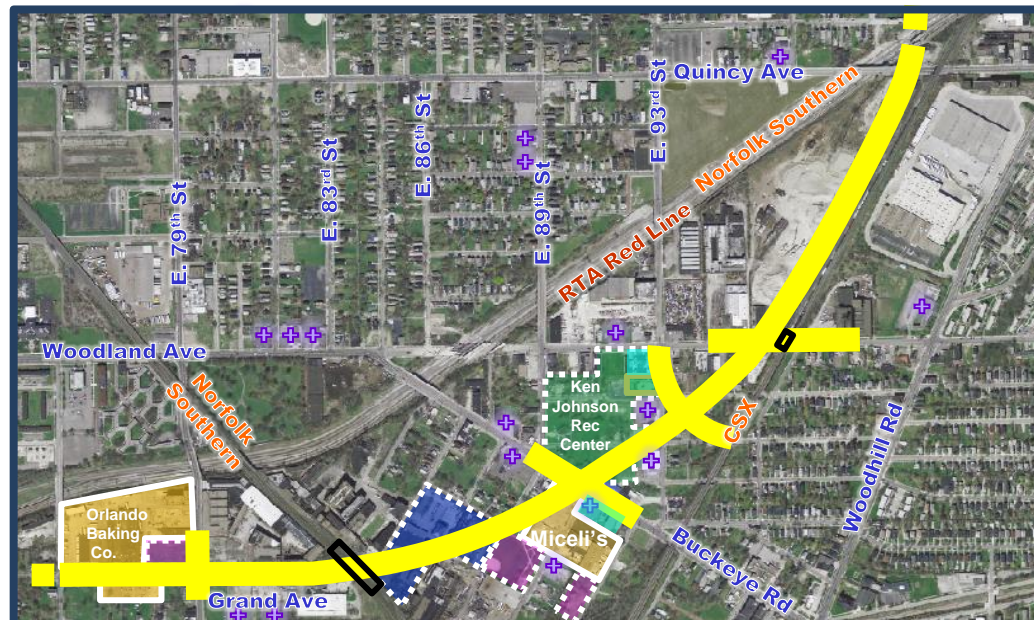 Quincy Ave
E. 93rd St
Norfolk Southern
E. 86th St
E. 83rd St
E. 89th St
E. 79th St
RTA Red Line
Woodland Ave
Norfolk
Southern
Ken
Johnson
Rec
Center
CSX
Woodhill Rd
Orlando
Baking
Co.
Miceli's
Buckeye Rd
Grand Ave